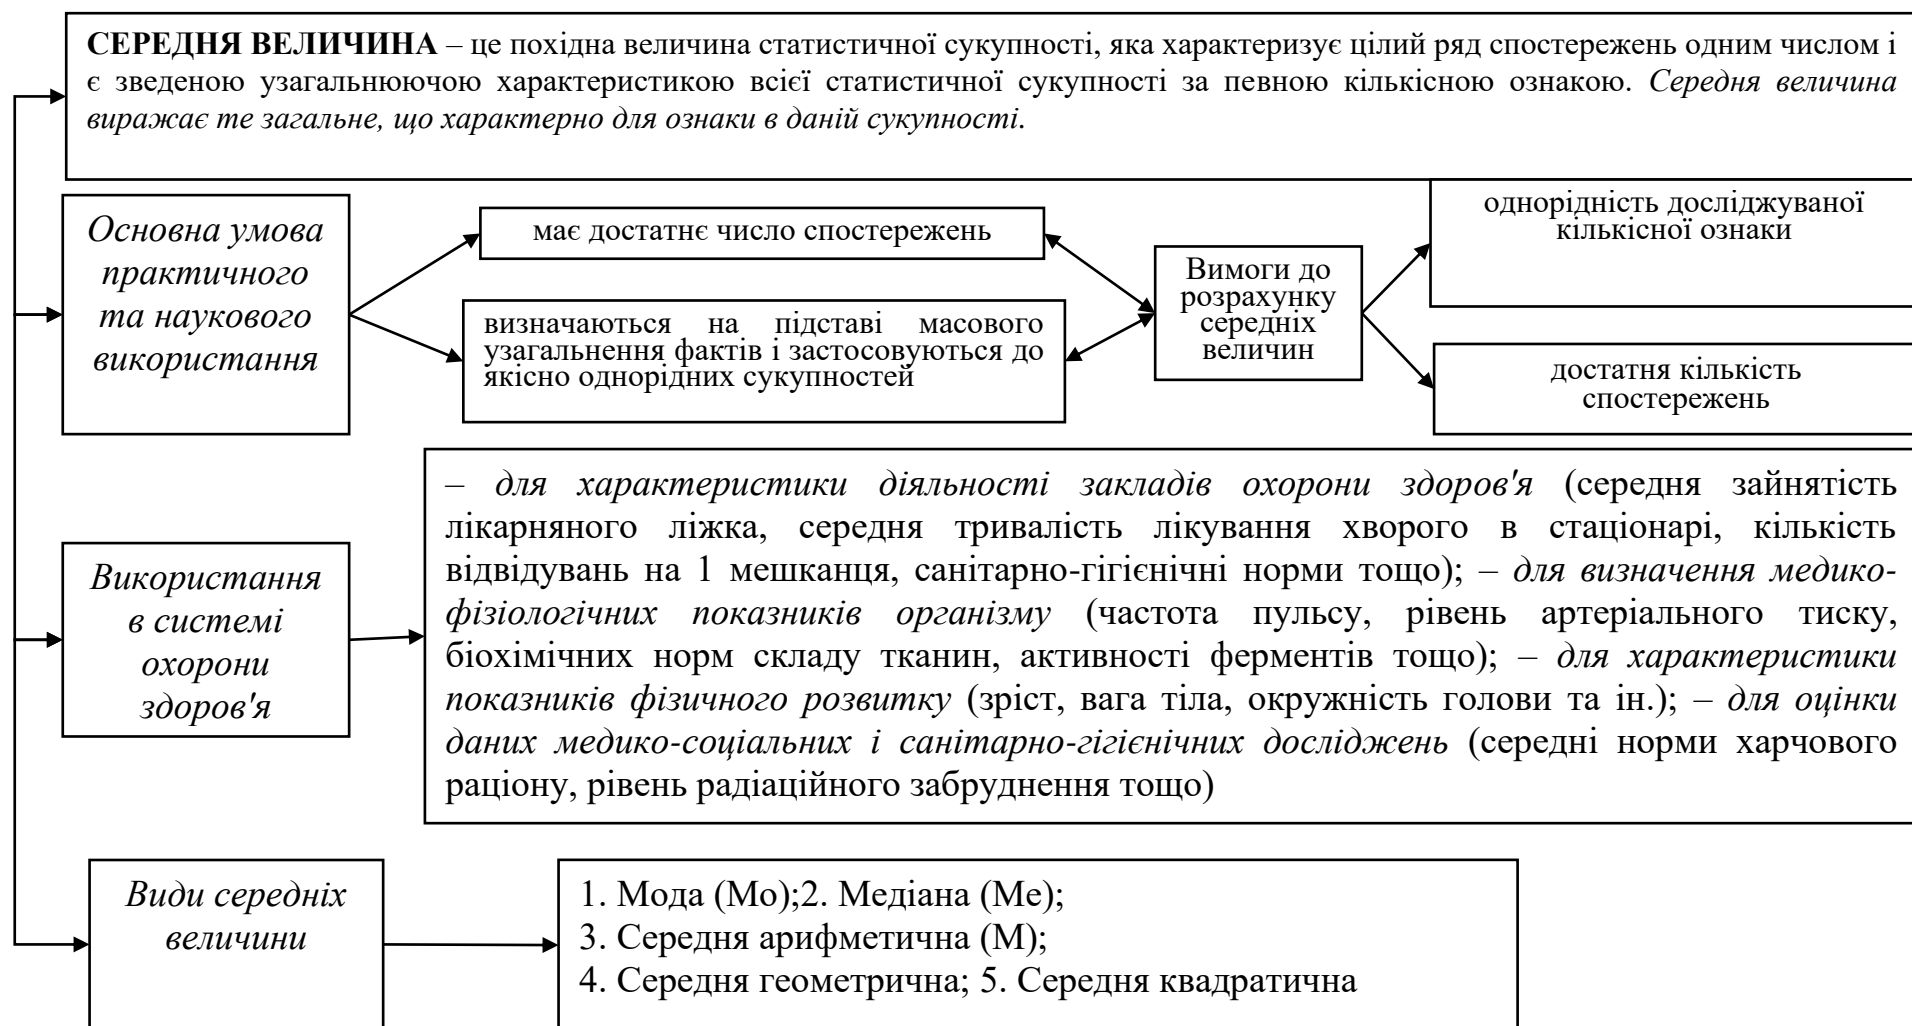 СЕРЕДНЯ ВЕЛИЧИНА – це похідна величина статистичної сукупності, яка характеризує цілий ряд спостережень одним числом і
є зведеною узагальнюючою характеристикою всієї статистичної сукупності за певною кількісною ознакою. Середня величина
виражає те загальне, що характерно для ознаки в даній сукупності.
Основна умова
практичного
та наукового
використання
має достатнє число спостережень
визначаються на підставі масового
узагальнення фактів і застосовуються до
якісно однорідних сукупностей
Вимоги до
розрахунку
середніх
величин
однорідність досліджуваної
кількісної ознаки
достатня кількість
спостережень
Використання
в системі
охорони
здоров'я
– для характеристики діяльності закладів охорони здоров'я (середня зайнятість
лікарняного ліжка, середня тривалість лікування хворого в стаціонарі, кількість
відвідувань на 1 мешканця, санітарно-гігієнічні норми тощо); – для визначення медико-
фізіологічних показників організму (частота пульсу, рівень артеріального тиску,
біохімічних норм складу тканин, активності ферментів тощо); – для характеристики
показників фізичного розвитку (зріст, вага тіла, окружність голови та ін.); – для оцінки
даних медико-соціальних і санітарно-гігієнічних досліджень (середні норми харчового
раціону, рівень радіаційного забруднення тощо)
Види середніх
величини
1. Мода (Мо);2. Медіана (Ме);
3. Середня арифметична (М);
4. Середня геометрична; 5. Середня квадратична